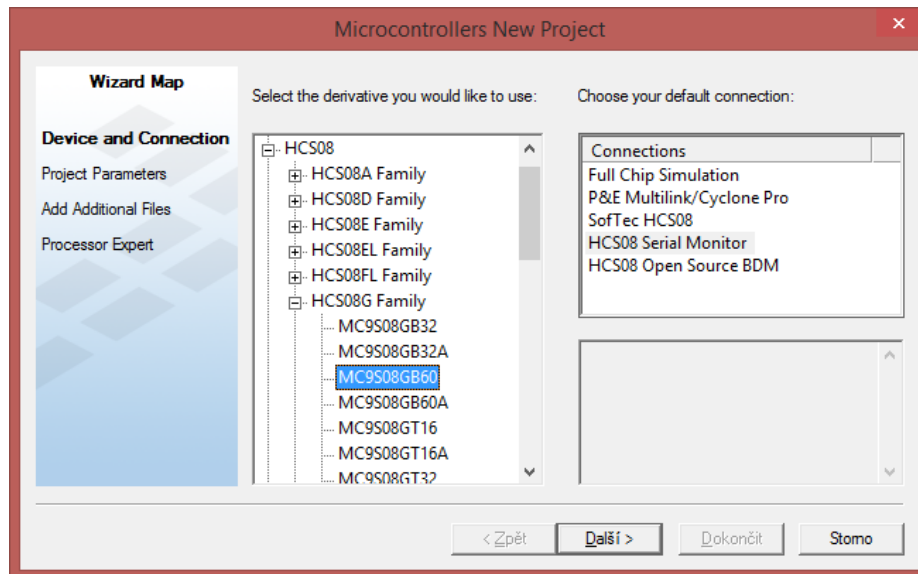 Microcontrollers New Project
Wizard Map
Device and Connection
Project Parameters
Add Additional Files
Processor Expert
Select the derivative you would like to use:
HCS08
HCS08A Family
HCS08D Family
HCS08E Family
HCS08EL Family
HCS08FL Family
HCS08G Family
MC9S08GB32
MC9S08GB32A
MC9S08GB60
MC9S08GB60A
MC9S08GT16
MC9S08GT16A
MC9S08GT32
Choose your default connection:
Connections
Full Chip Simulation
P&E Multilink/Cyclone Pro
SofTec HCS08
HCS08 Serial Monitor
HCS08 Open Source BDM
< Zpět
Další >
Dokončit
Storno